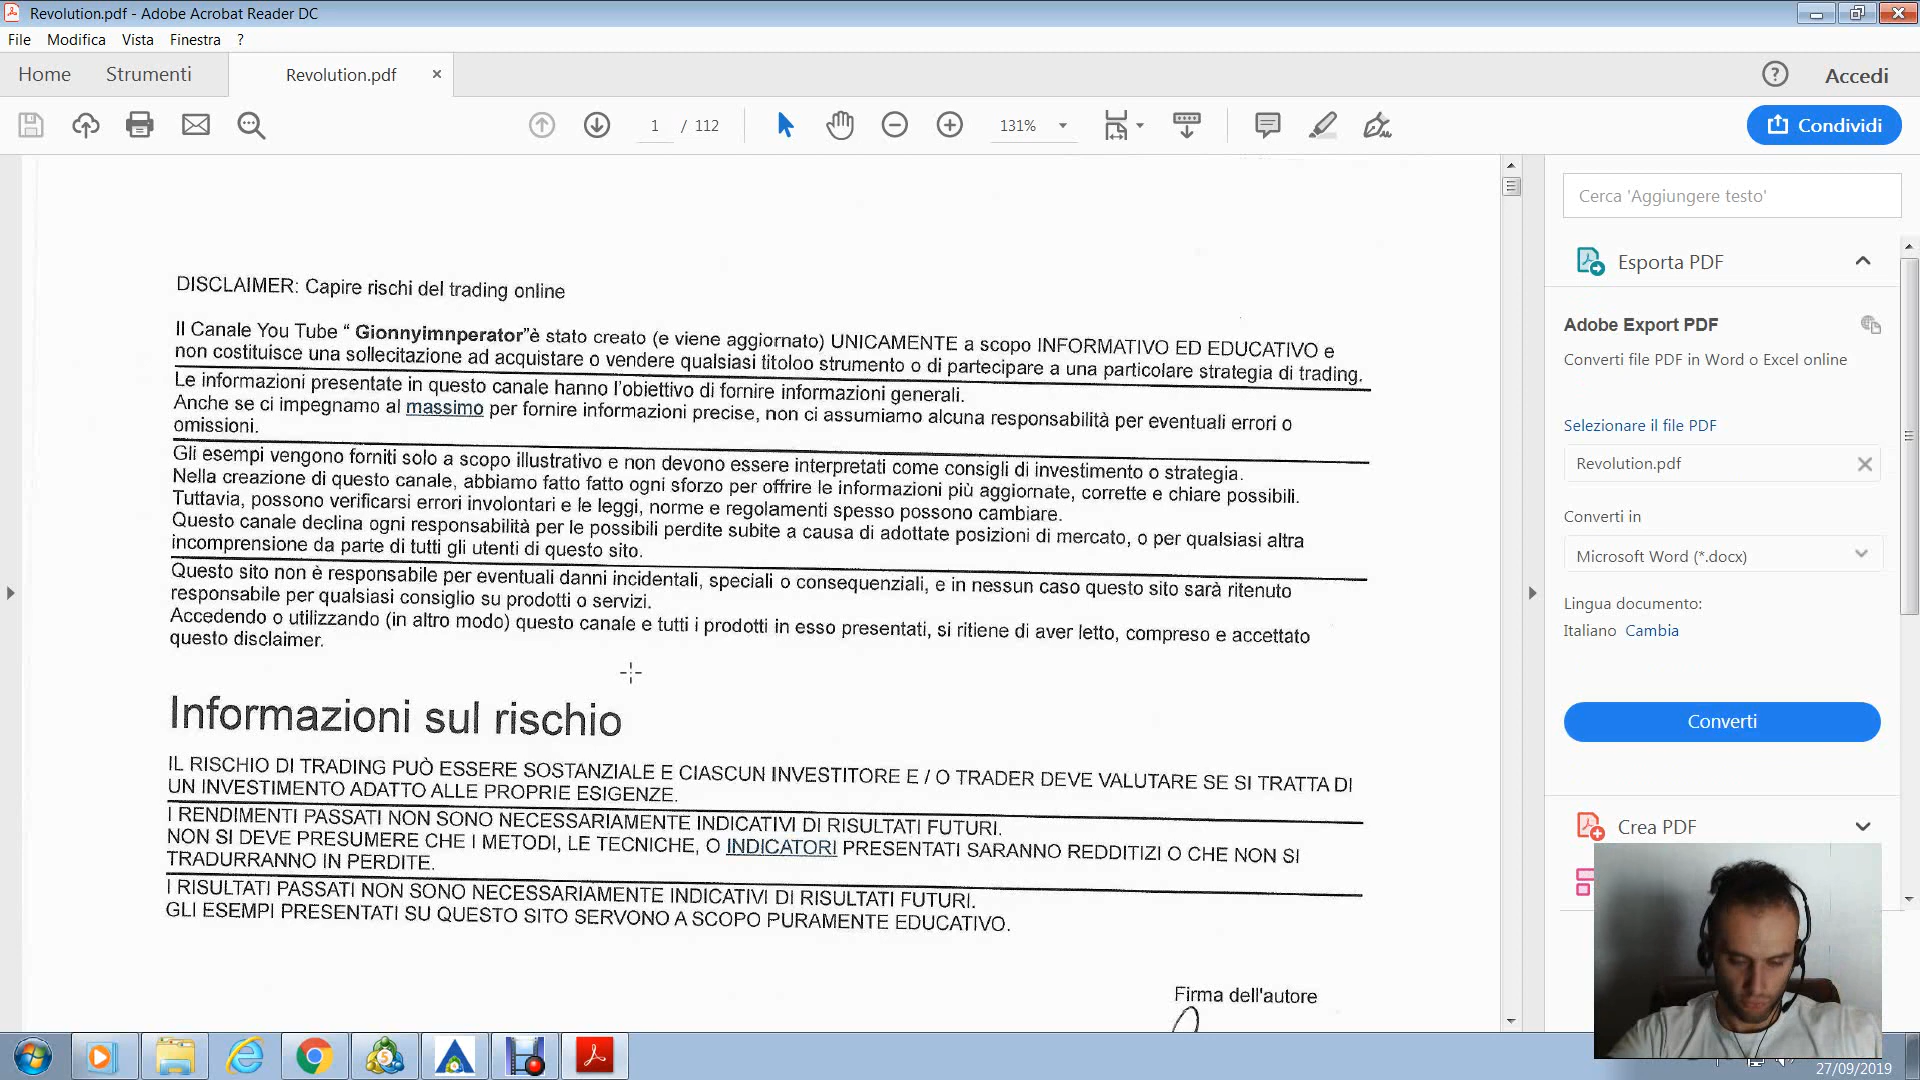 Revolution.pdf - Adobe Acrobat Reader DC
File Modifica Vista Finestra ?
Home Strumenti Revolution.pdf × Accedi
1 / 112 131% Condividi
DISCLAIMER: Capire rischi del trading online
Il Canale You Tube “ Gionnyimnperator”è stato creato (e viene aggiornato) UNICAMENTE a scopo INFORMATIVO ED EDUCATIVO e
non costituisce una sollecitazione ad acquistare o vendere qualsiasi titoloo strumento o di partecipare a una particolare strategia di trading.
Le informazioni presentate in questo canale hanno l'obiettivo di fornire informazioni generali.
Anche se ci impegnamo al massimo per fornire informazioni precise, non ci assumiamo alcuna responsabilità per eventuali errori o
omissioni.
Gli esempi vengono forniti solo a scopo illustrativo e non devono essere interpretati come consigli di investimento o strategia.
Nella creazione di questo canale, abbiamo fatto fatto ogni sforzo per offrire le informazioni più aggiornate, corrette e chiare possibili.
Tuttavia, possono verificarsi errori involontari e le leggi, norme e regolamenti spesso possono cambiare.
Questo canale declina ogni responsabilità per le possibili perdite subite a causa di adottate posizioni di mercato, o per qualsiasi altra
incomprensione da parte di tutti gli utenti di questo sito.
Questo sito non è responsabile per eventuali danni incidentali, speciali o consequenziali, e in nessun caso questo sito sarà ritenuto
responsabile per qualsiasi consiglio su prodotti o servizi.
Accedendo o utilizzando (in altro modo) questo canale e tutti i prodotti in esso presentati, si ritiene di aver letto, compreso e accettato
questo disclaimer.
Informazioni sul rischio
IL RISCHIO DI TRADING PUÒ ESSERE SOSTANZIALE E CIASCUN INVESTITORE E / O TRADER DEVE VALUTARE SE SI TRATTA DI
UN INVESTIMENTO ADATTO ALLE PROPRIE ESIGENZE.
I RENDIMENTI PASSATI NON SONO NECESSARIAMENTE INDICATIVI DI RISULTATI FUTURI.
NON SI DEVE PRESUMERE CHE I METODI, LE TECNICHE, O INDICATORI PRESENTATI SARANNO REDDITIZI O CHE NON SI
TRADURRANNO IN PERDITE.
I RISULTATI PASSATI NON SONO NECESSARIAMENTE INDICATIVI DI RISULTATI FUTURI.
GLI ESEMPI PRESENTATI SU QUESTO SITO SERVONO A SCOPO PURAMENTE EDUCATIVO.
Firma dell'autore
Cerca 'Aggiungere testo'
Esporta PDF
Adobe Export PDF
Converti file PDF in Word o Excel online
Selezionare il file PDF
Revolution.pdf
Converti in
Microsoft Word (*.docx)
Lingua documento:
Italiano Cambia
Converti
Crea PDF
27/09/2019